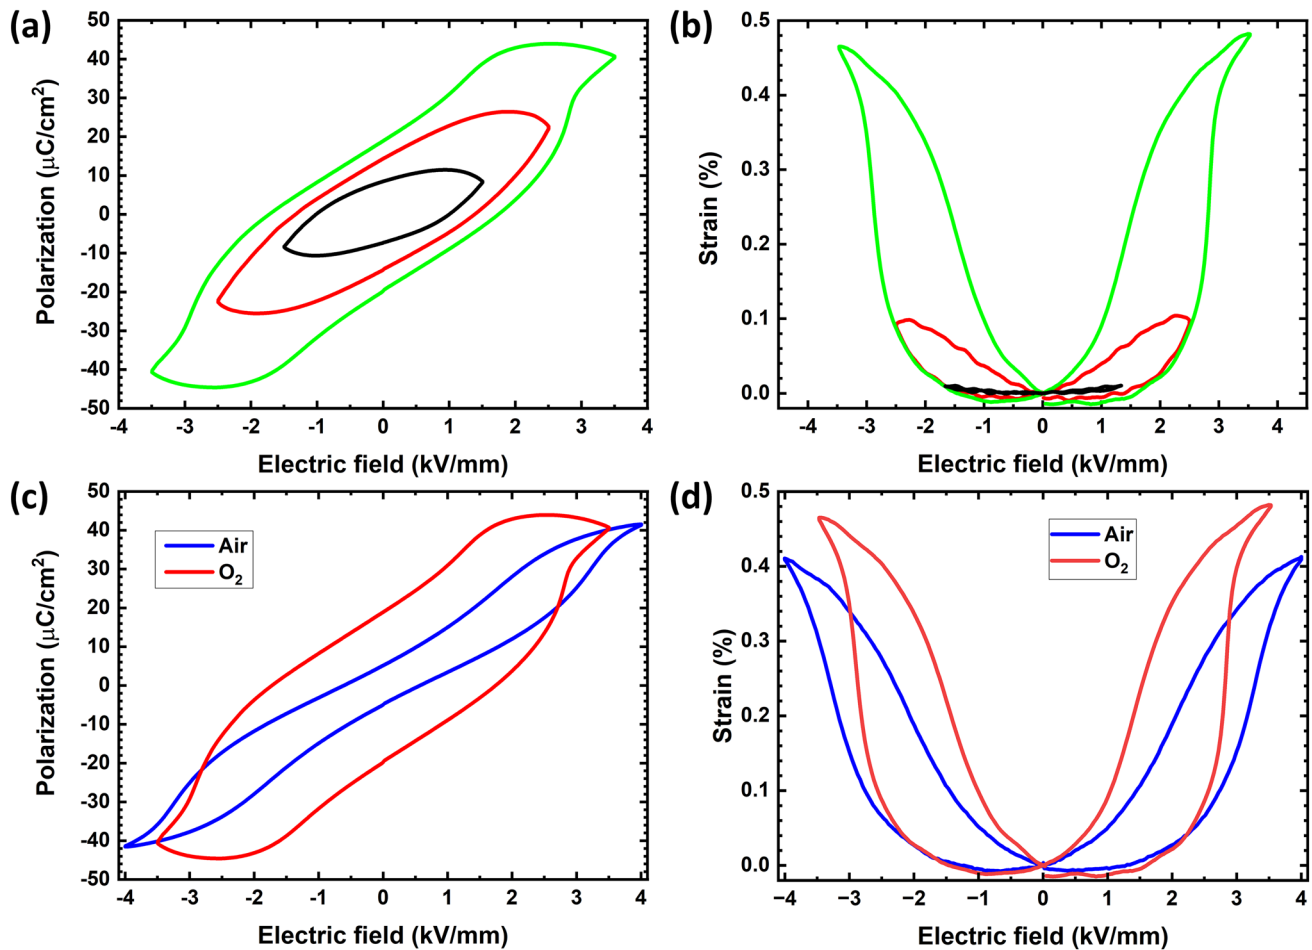 (a)
50
40
30
20
10
0
-10
-20
-30
-40
-50
Polarization (μC/cm²)
-4 -3 -2 -1 0 1 2 3 4
Electric field (kV/mm)
(b)
0.5
0.4
0.3
0.2
0.1
0.0
Strain (%)
-4 -3 -2 -1 0 1 2 3 4
Electric field (kV/mm)
(c)
50
40
30
20
10
0
-10
-20
-30
-40
-50
Polarization (μC/cm²)
Air
O₂
-4 -3 -2 -1 0 1 2 3 4
Electric field (kV/mm)
(d)
0.5
0.4
0.3
0.2
0.1
0.0
Strain (%)
Air
O₂
−4 −3 −2 −1 0 1 2 3 4
Electric field (kV/mm)